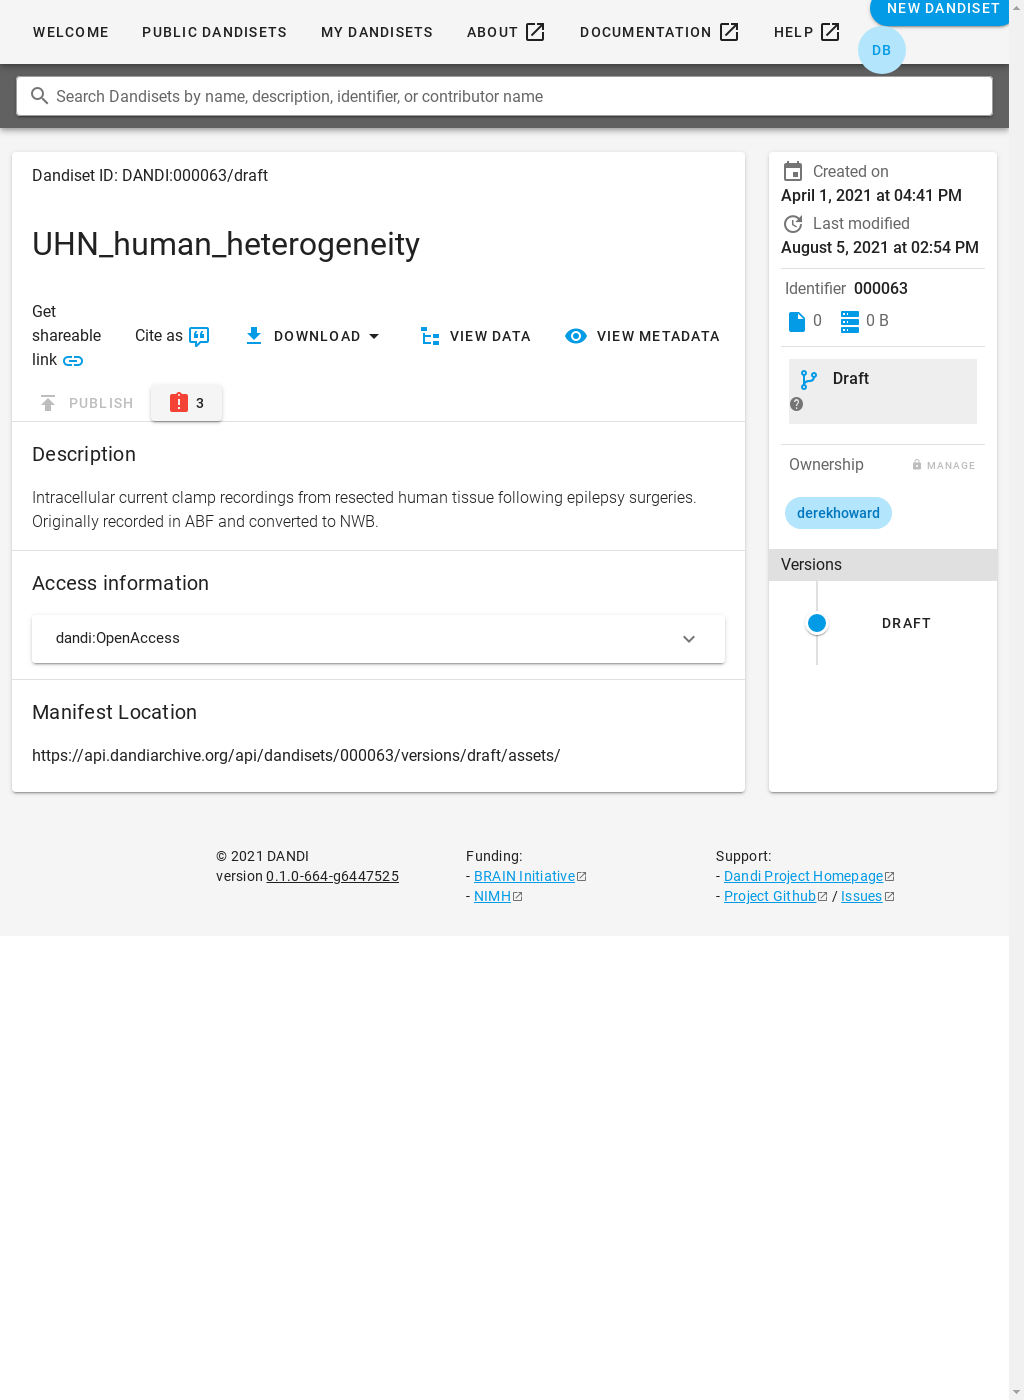 WELCOME PUBLIC DANDISETS MY DANDISETS ABOUT DOCUMENTATION HELP NEW DANDISET
DB
Search Dandisets by name, description, identifier, or contributor name
Dandiset ID: DANDI:000063/draft
UHN_human_heterogeneity
Get
shareable
link
Cite as DOWNLOAD VIEW DATA VIEW METADATA
PUBLISH 3
Description
Intracellular current clamp recordings from resected human tissue following epilepsy surgeries.
Originally recorded in ABF and converted to NWB.
Access information
dandi:OpenAccess
Manifest Location
https://api.dandiarchive.org/api/dandisets/000063/versions/draft/assets/
Created on
April 1, 2021 at 04:41 PM
Last modified
August 5, 2021 at 02:54 PM
Identifier 000063
0 0 B
Draft
Ownership MANAGE
derekhoward
Versions
DRAFT
© 2021 DANDI
version 0.1.0-664-g6447525
Funding:
- BRAIN Initiative
- NIMH
Support:
- Dandi Project Homepage
- Project Github / Issues